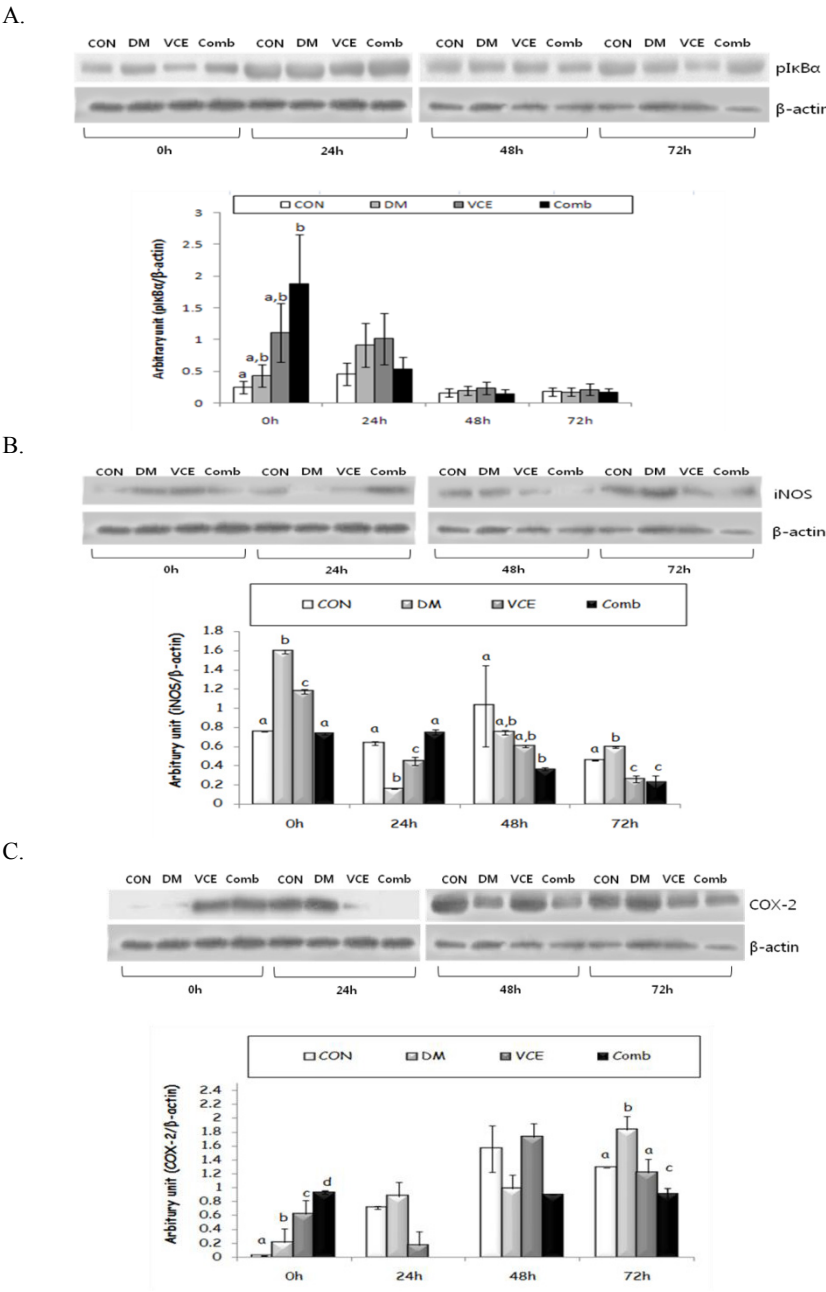 A.
CON DM VCE Comb CON DM VCE Comb CON DM VCE Comb CON DM VCE Comb
pIκBα
β-actin
0h 24h 48h 72h
CON DM VCE Comb
Arbitrary unit (pIκBα/β-actin)
3
2.5
2
1.5
1
0.5
0
a a,b a,b b
0h 24h 48h 72h
B.
CON DM VCE Comb CON DM VCE Comb CON DM VCE Comb CON DM VCE Comb
iNOS
β-actin
0h 24h 48h 72h
CON DM VCE Comb
Arbitury unit (iNOS/β-actin)
1.8
1.6
1.4
1.2
1
0.8
0.6
0.4
0.2
0
a b c a a b c a a a,b a,b b a b c c
0h 24h 48h 72h
C.
CON DM VCE Comb CON DM VCE Comb CON DM VCE Comb CON DM VCE Comb
COX-2
β-actin
0h 24h 48h 72h
CON DM VCE Comb
Arbitury unit (COX-2/β-actin)
2.4
2.2
2
1.8
1.6
1.4
1.2
1
0.8
0.6
0.4
0.2
0
a b c d a b a c
0h 24h 48h 72h